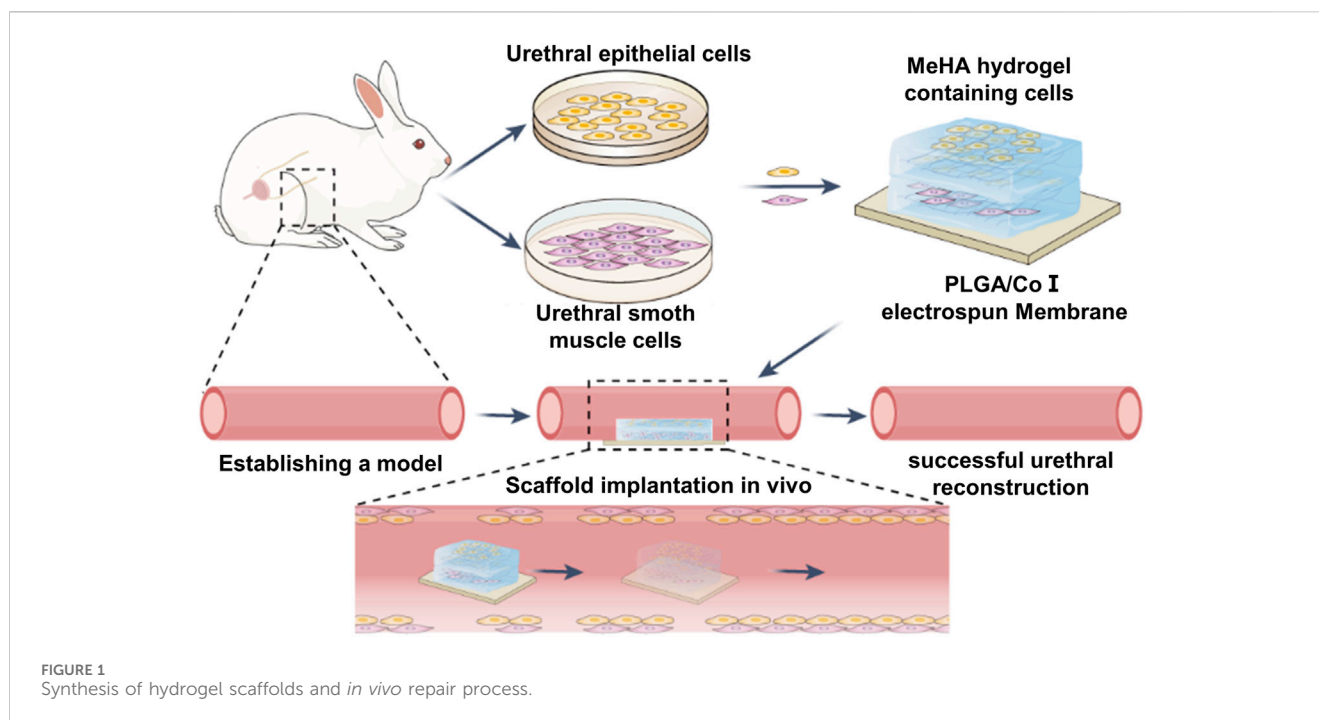 Urethral epithelial cells
MeHA hydrogel
containing cells
Urethral smoth
muscle cells
PLGA/Co I
electrospun Membrane
Establishing a model
Scaffold implantation in vivo
successful urethral
reconstruction
FIGURE 1
Synthesis of hydrogel scaffolds and in vivo repair process.